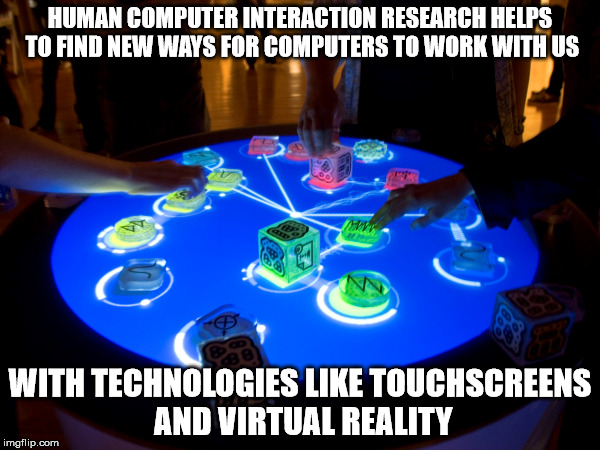 HUMAN COMPUTER INTERACTION RESEARCH HELPS
TO FIND NEW WAYS FOR COMPUTERS TO WORK WITH US
WITH TECHNOLOGIES LIKE TOUCHSCREENS
AND VIRTUAL REALITY
imgflip.com